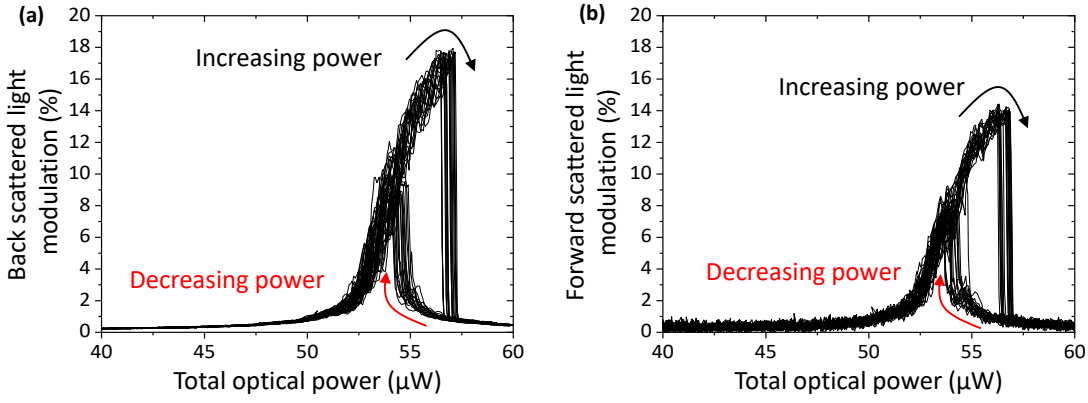 (a)
Back scattered light
modulation (%)
20
18
16
14
12
10
8
6
4
2
0
Increasing power
Decreasing power
40
45
50
55
60
Total optical power (μW)
(b)
Forward scattered light
modulation (%)
20
18
16
14
12
10
8
6
4
2
0
Increasing power
Decreasing power
40
45
50
55
60
Total optical power (μW)